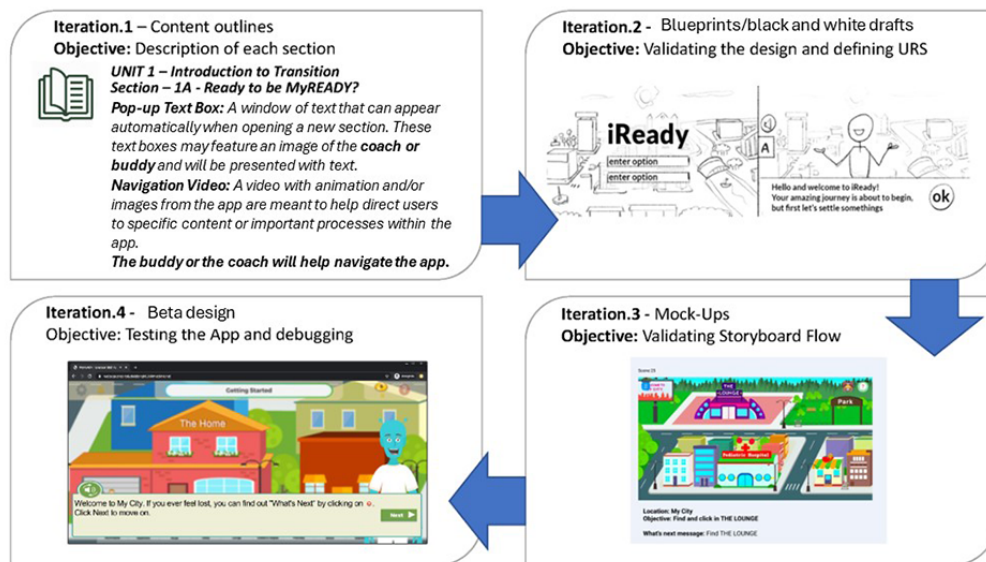 Iteration.1 – Content outlines
Objective: Description of each section
UNIT 1 – Introduction to Transition
Section – 1A - Ready to be MyREADY?
Pop-up Text Box: A window of text that can appear
automatically when opening a new section. These
text boxes may feature an image of the coach or
buddy and will be presented with text.
Navigation Video: A video with animation and/or
images from the app are meant to help direct users
to specific content or important processes within the
app.
The buddy or the coach will help navigate the app.
Iteration.2 - Blueprints/black and white drafts
Objective: Validating the design and defining URS
iReady
enter option
enter option
A
Hello and welcome to iReady!
Your amazing journey is about to begin,
but first let's settle somethings
ok
Iteration.3 - Mock-Ups
Objective: Validating Storyboard Flow
THE
LOUNGE
Park
Pediatric Hospital
Location: My City
Objective: Find and click in THE LOUNGE
What's next message: Find THE LOUNGE
Iteration.4 - Beta design
Objective: Testing the App and debugging
Getting Started
The Home
Welcome to My City. If you ever feel lost, you can find out "What's Next" by clicking on
Click Next to move on.
Next